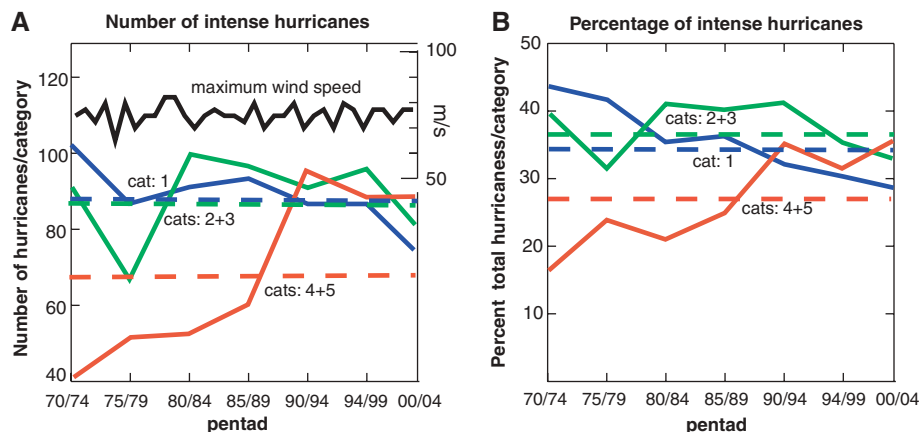 A
Number of intense hurricanes
Number of hurricanes/category
120
100
80
60
40
100
50
m/s
maximum wind speed
cat: 1
cats: 2+3
cats: 4+5
70/74 75/79 80/84 85/89 90/94 94/99 00/04
pentad
B
Percentage of intense hurricanes
Percent total hurricaness/category
50
40
30
20
10
cats: 2+3
cat: 1
cats: 4+5
70/74 75/79 80/84 85/89 90/94 94/99 00/04
pentad